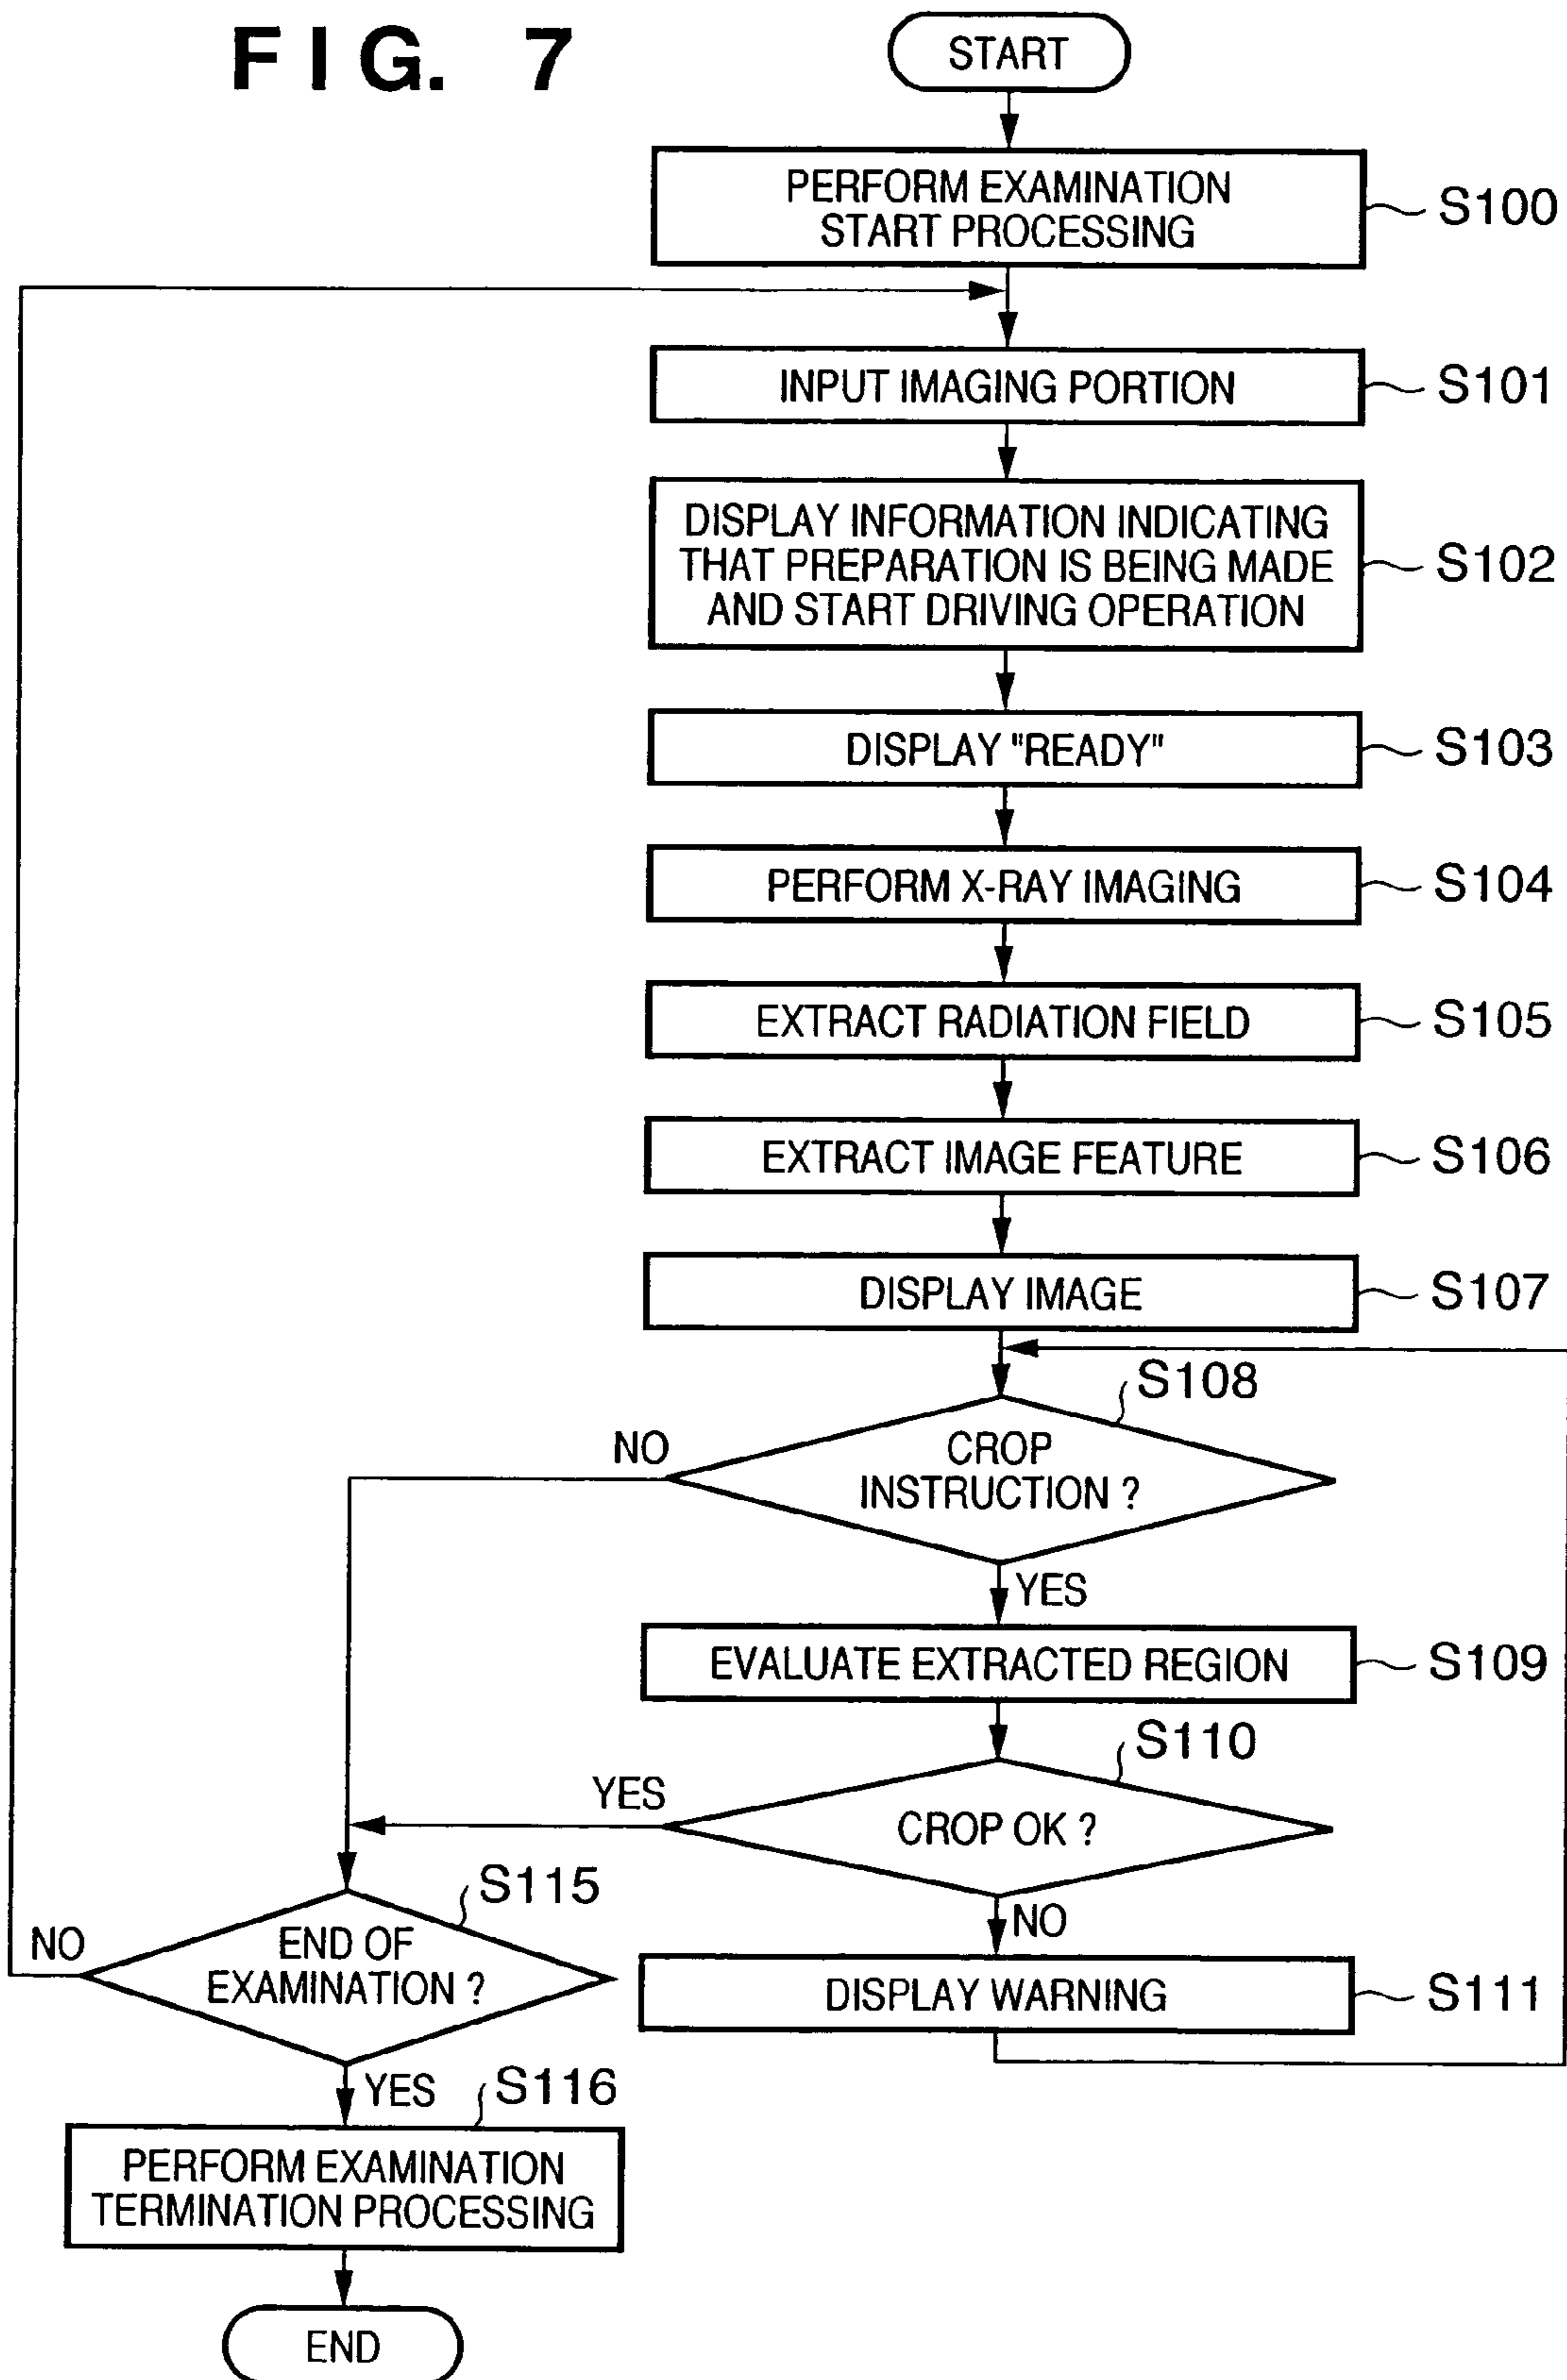 FIG. 7
START
PERFORM EXAMINATION
START PROCESSING
S100
INPUT IMAGING PORTION
S101
DISPLAY INFORMATION INDICATING
THAT PREPARATION IS BEING MADE
AND START DRIVING OPERATION
S102
DISPLAY "READY"
S103
PERFORM X-RAY IMAGING
S104
EXTRACT RADIATION FIELD
S105
EXTRACT IMAGE FEATURE
S106
DISPLAY IMAGE
S107
S108
NO
CROP
INSTRUCTION ?
YES
EVALUATE EXTRACTED REGION
S109
S110
YES
CROP OK ?
NO
S115
NO
END OF
EXAMINATION ?
DISPLAY WARNING
S111
YES
S116
PERFORM EXAMINATION
TERMINATION PROCESSING
END